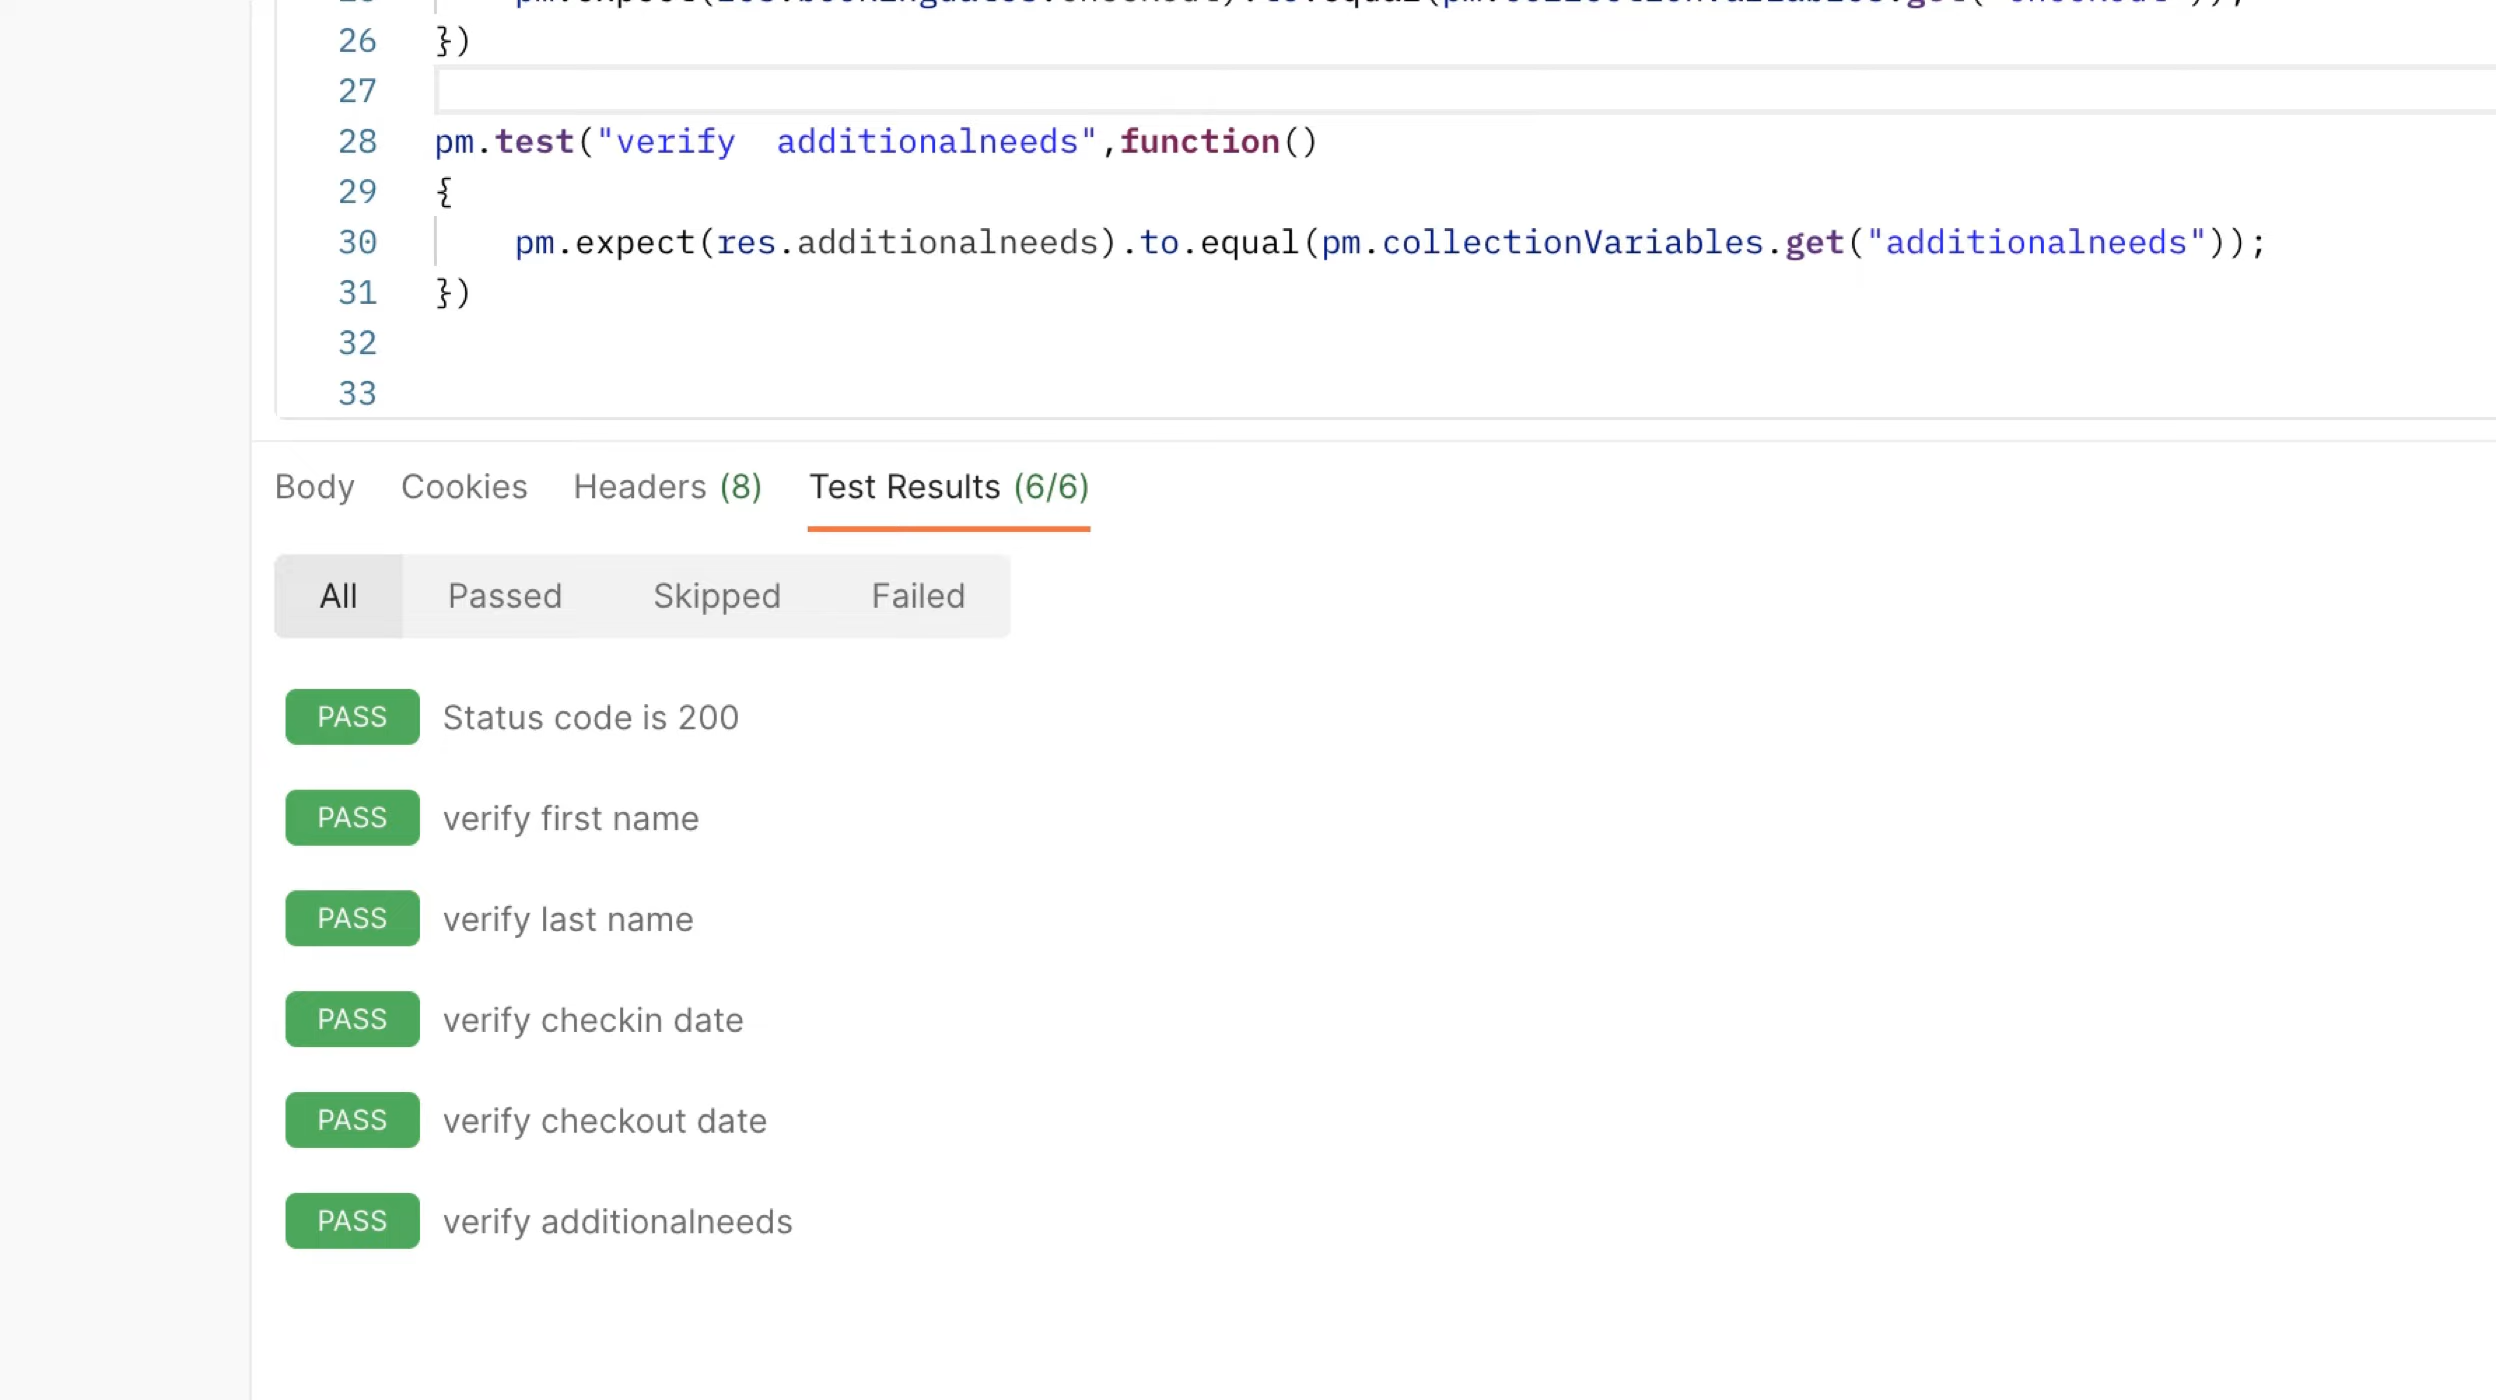 26 })
27
28 pm.test("verify  additionalneeds",function()
29 {
30 pm.expect(res.additionalneeds).to.equal(pm.collectionVariables.get("additionalneeds"));
31 })
32
33
Body Cookies Headers (8) Test Results (6/6)
All Passed Skipped Failed
PASS Status code is 200
PASS verify first name
PASS verify last name
PASS verify checkin date
PASS verify checkout date
PASS verify additionalneeds